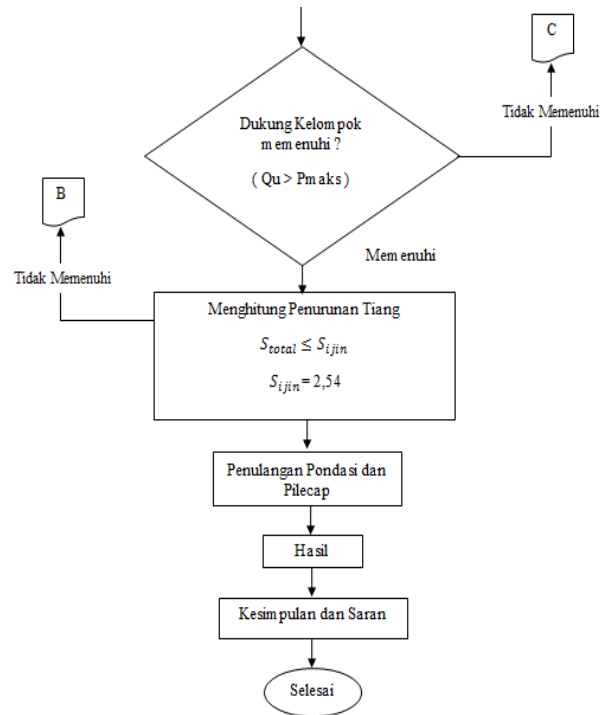 C
Tidak Memenuhi
Dukung Kelompok
memenuhi ?
( Qu > Pmaks )
B
Tidak Memenuhi
Memenuhi
Menghitung Penurunan Tiang
S_total ≤ S_ijin
S_ijin = 2,54
Penulangan Pondasi dan
Pilecap
Hasil
Kesimpulan dan Saran
Selesai